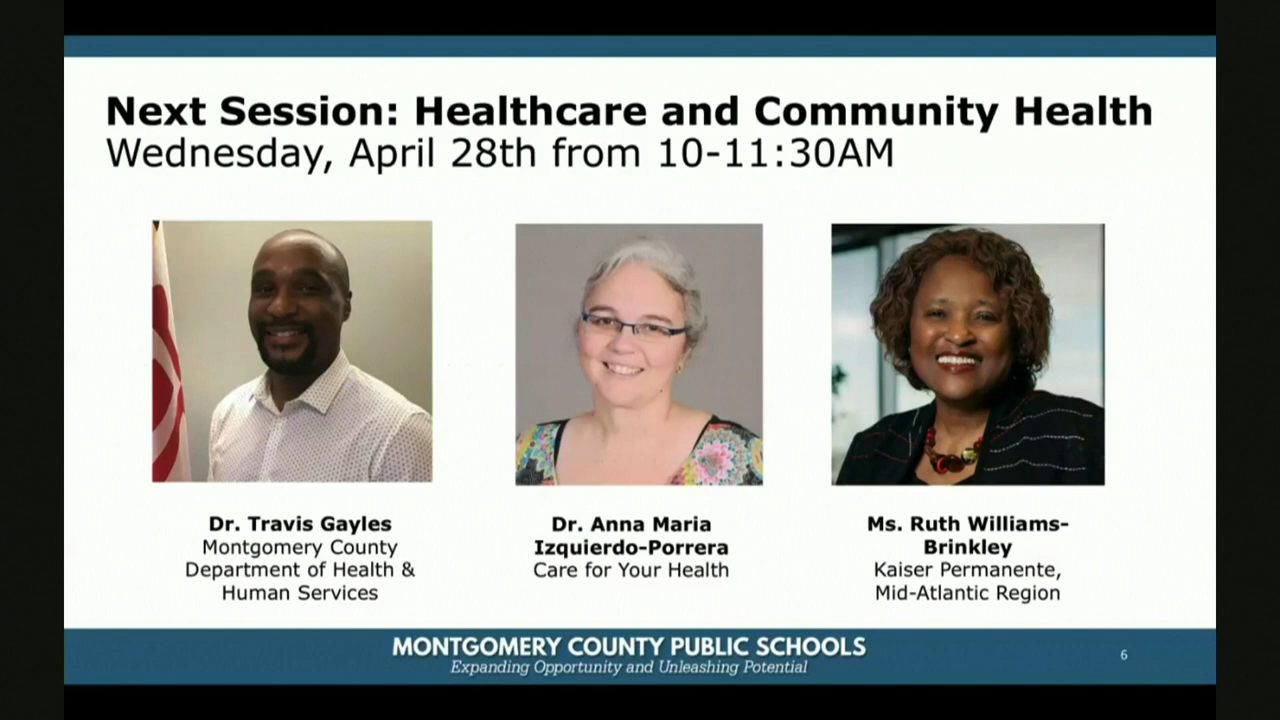 Next Session: Healthcare and Community Health
Wednesday, April 28th from 10-11:30AM
Dr. Travis Gayles
Montgomery County
Department of Health &
Human Services
Dr. Anna Maria
Izquierdo-Porrera
Care for Your Health
Ms. Ruth Williams-
Brinkley
Kaiser Permanente,
Mid-Atlantic Region
MONTGOMERY COUNTY PUBLIC SCHOOLS
Expanding Opportunity and Unleashing Potential
6